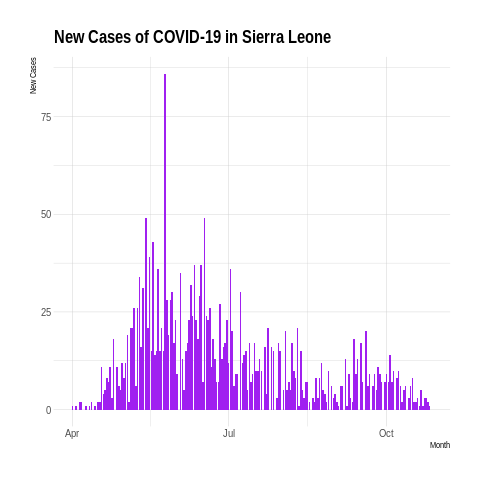 New Cases of COVID-19 in Sierra Leone
New Cases
75
50
25
0
Apr
Jul
Oct
Month